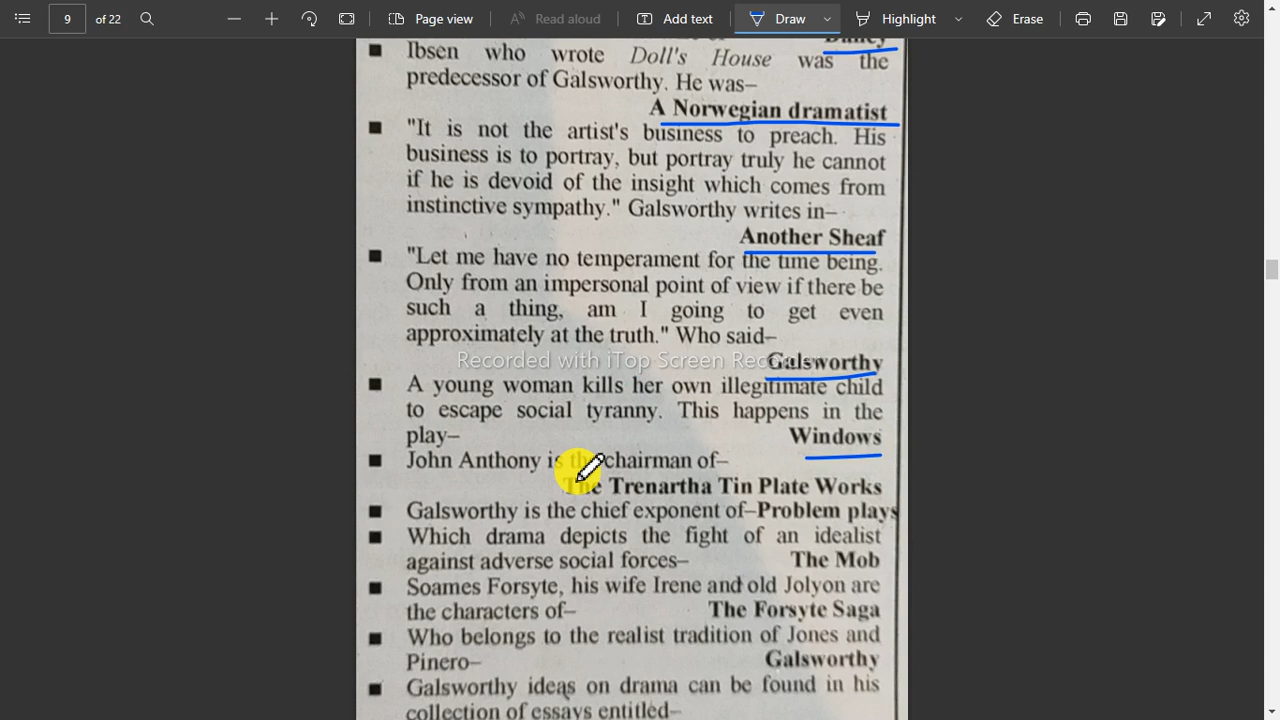 9
of 22
Page view
Read aloud
Add text
Draw
Highlight
Erase
Ibsen who wrote Doll's House was the
predecessor of Galsworthy. He was–
A Norwegian dramatist
"It is not the artist's business to preach. His
business is to portray, but portray truly he cannot
if he is devoid of the insight which comes from
instinctive sympathy." Galsworthy writes in–
Another Sheaf
"Let me have no temperament for the time being.
Only from an impersonal point of view if there be
such a thing, am I going to get even
approximately at the truth." Who said–
Recorded with iTop Screen
Galsworthy
A young woman kills her own illegitimate child
to escape social tyranny. This happens in the
play– Windows
John Anthony is the chairman of–
The Trenartha Tin Plate Works
Galsworthy is the chief exponent of–Problem plays
Which drama depicts the fight of an idealist
against adverse social forces– The Mob
Soames Forsyte, his wife Irene and old Jolyon are
the characters of– The Forsyte Saga
Who belongs to the realist tradition of Jones and
Pinero– Galsworthy
Galsworthy ideas on drama can be found in his
collection of essays entitled–